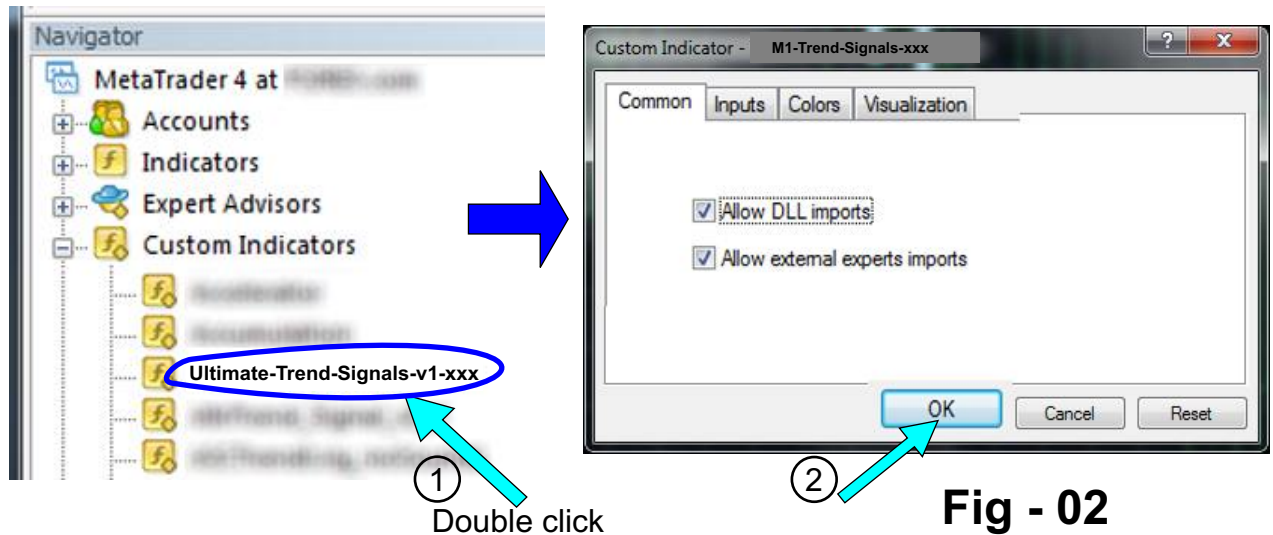 Navigator
MetaTrader 4 at
Accounts
Indicators
Expert Advisors
Custom Indicators
Ultimate-Trend-Signals-v1-xxx
1
Double click
Custom Indicator - M1-Trend-Signals-xxx
Common Inputs Colors Visualization
Allow DLL imports
Allow external experts imports
OK Cancel Reset
2
Fig - 02